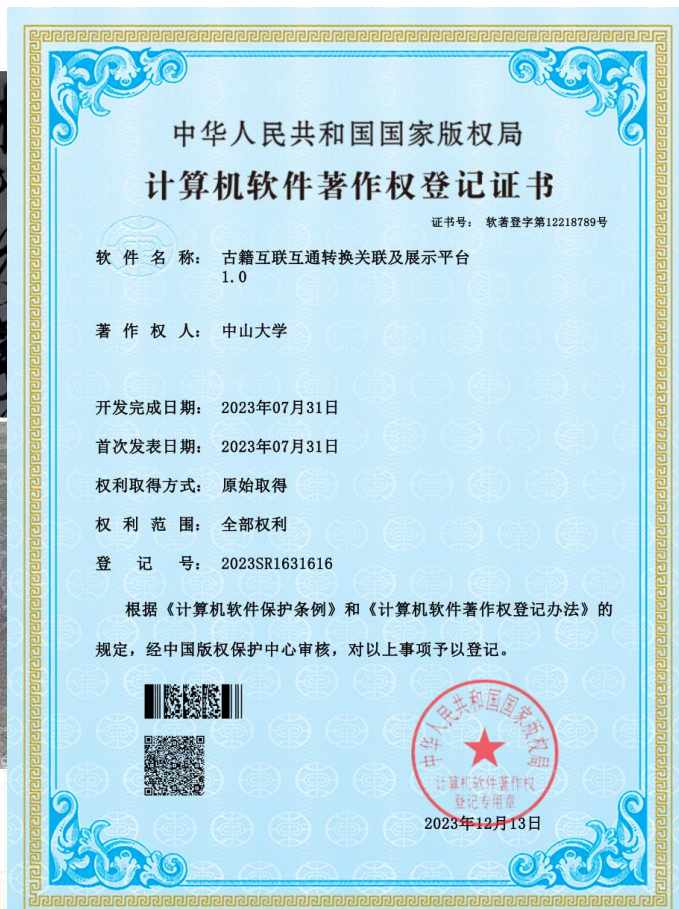 中华人民共和国国家版权局
计算机软件著作权登记证书
证书号： 软著登字第12218789号
软 件 名 称： 古籍互联互通转换关联及展示平台
1.0
著 作 权 人： 中山大学
开发完成日期： 2023年07月31日
首次发表日期： 2023年07月31日
权利取得方式： 原始取得
权 利 范 围： 全部权利
登 记 号： 2023SR1631616
根据《计算机软件保护条例》和《计算机软件著作权登记办法》的
规定，经中国版权保护中心审核，对以上事项予以登记。
中华人民共和国国家版权局
计算机软件著作权
登记专用章
2023年12月13日